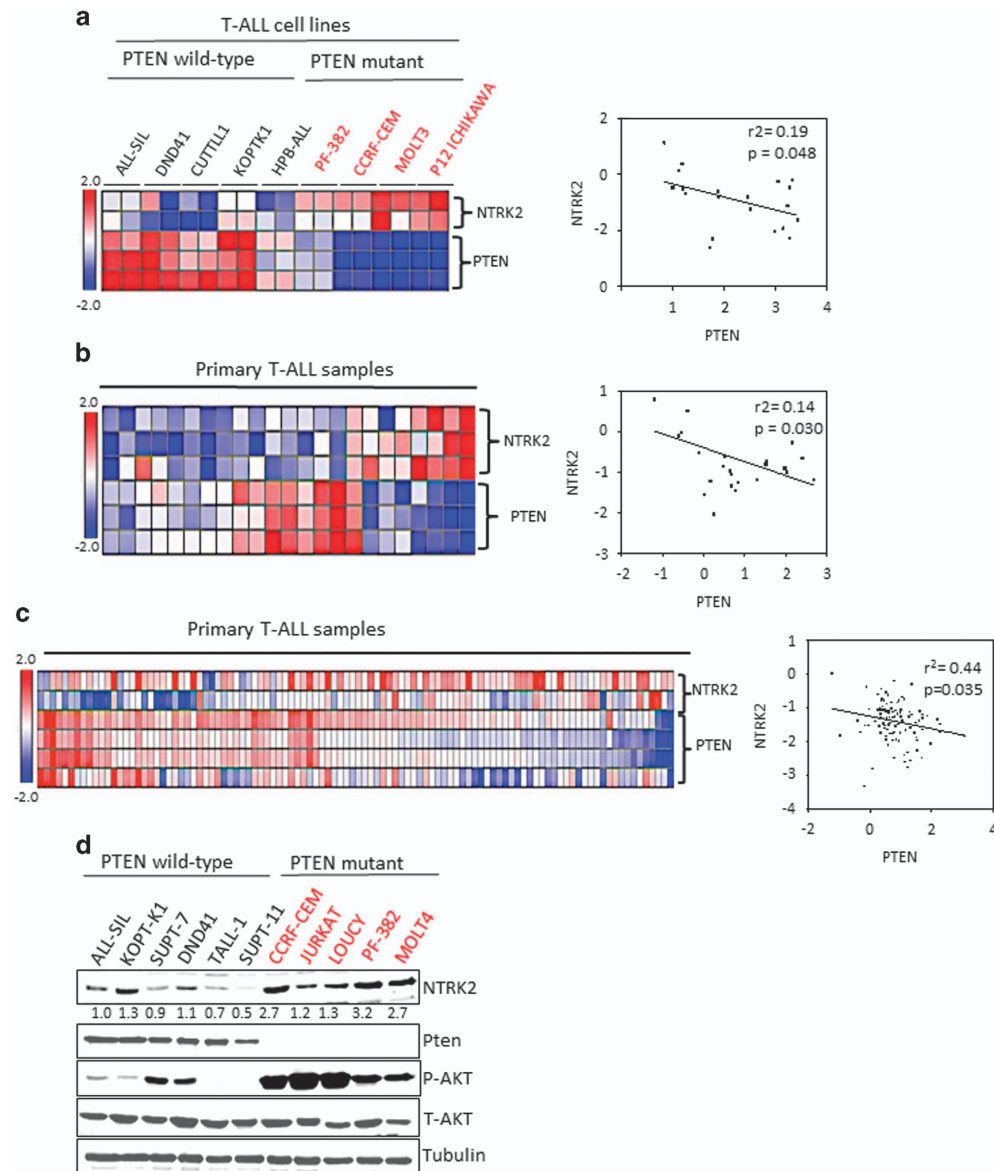 a
T-ALL cell lines
PTEN wild-type
PTEN mutant
ALL-SIL
DND41
CUTTLL1
KOPTK1
HPB-ALL
PF-382
CCRF-CEM
MOLT3
P12 ICHIKAWA
2.0
-2.0
NTRK2
PTEN
2
0
-2
0
NTRK2
r2= 0.19
p = 0.048
1
2
3
4
PTEN
b
Primary T-ALL samples
2.0
-2.0
NTRK2
PTEN
1
0
-1
-2
-3
NTRK2
r2= 0.14
p = 0.030
-2
-1
0
1
2
3
PTEN
c
Primary T-ALL samples
2.0
-2.0
NTRK2
PTEN
1
0
-1
-2
-3
-4
NTRK2
r²= 0.44
p=0.035
-2
0
2
4
PTEN
d
PTEN wild-type
PTEN mutant
ALL-SIL
KOPT-K1
SUPT-7
DND41
TALL-1
SUPT-11
CCRF-CEM
JURKAT
LOUCY
PF-382
MOLT4
NTRK2
1.0 1.3 0.9 1.1 0.7 0.5 2.7 1.2 1.3 3.2 2.7
Pten
P-AKT
T-AKT
Tubulin